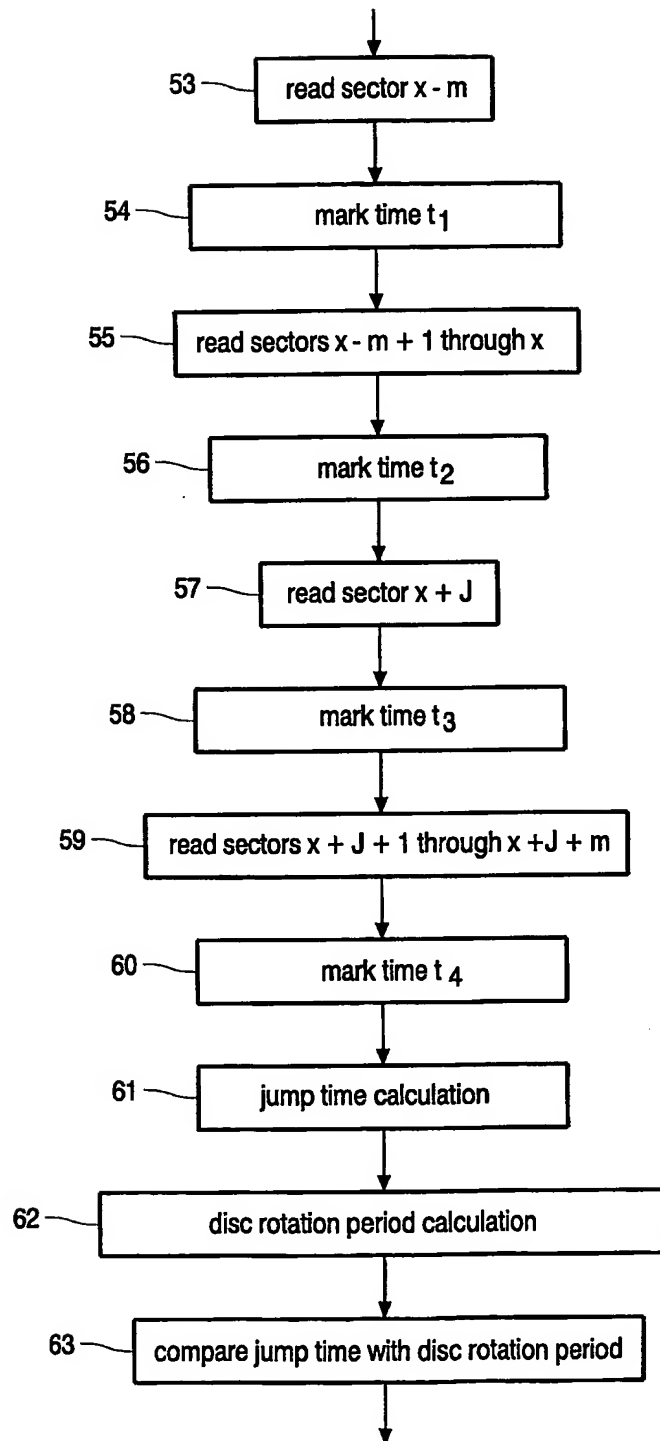 53 read sector x - m
54 mark time t1
55 read sectors x - m + 1 through x
56 mark time t2
57 read sector x + J
58 mark time t3
59 read sectors x + J + 1 through x +J + m
60 mark time t4
61 jump time calculation
62 disc rotation period calculation
63 compare jump time with disc rotation period